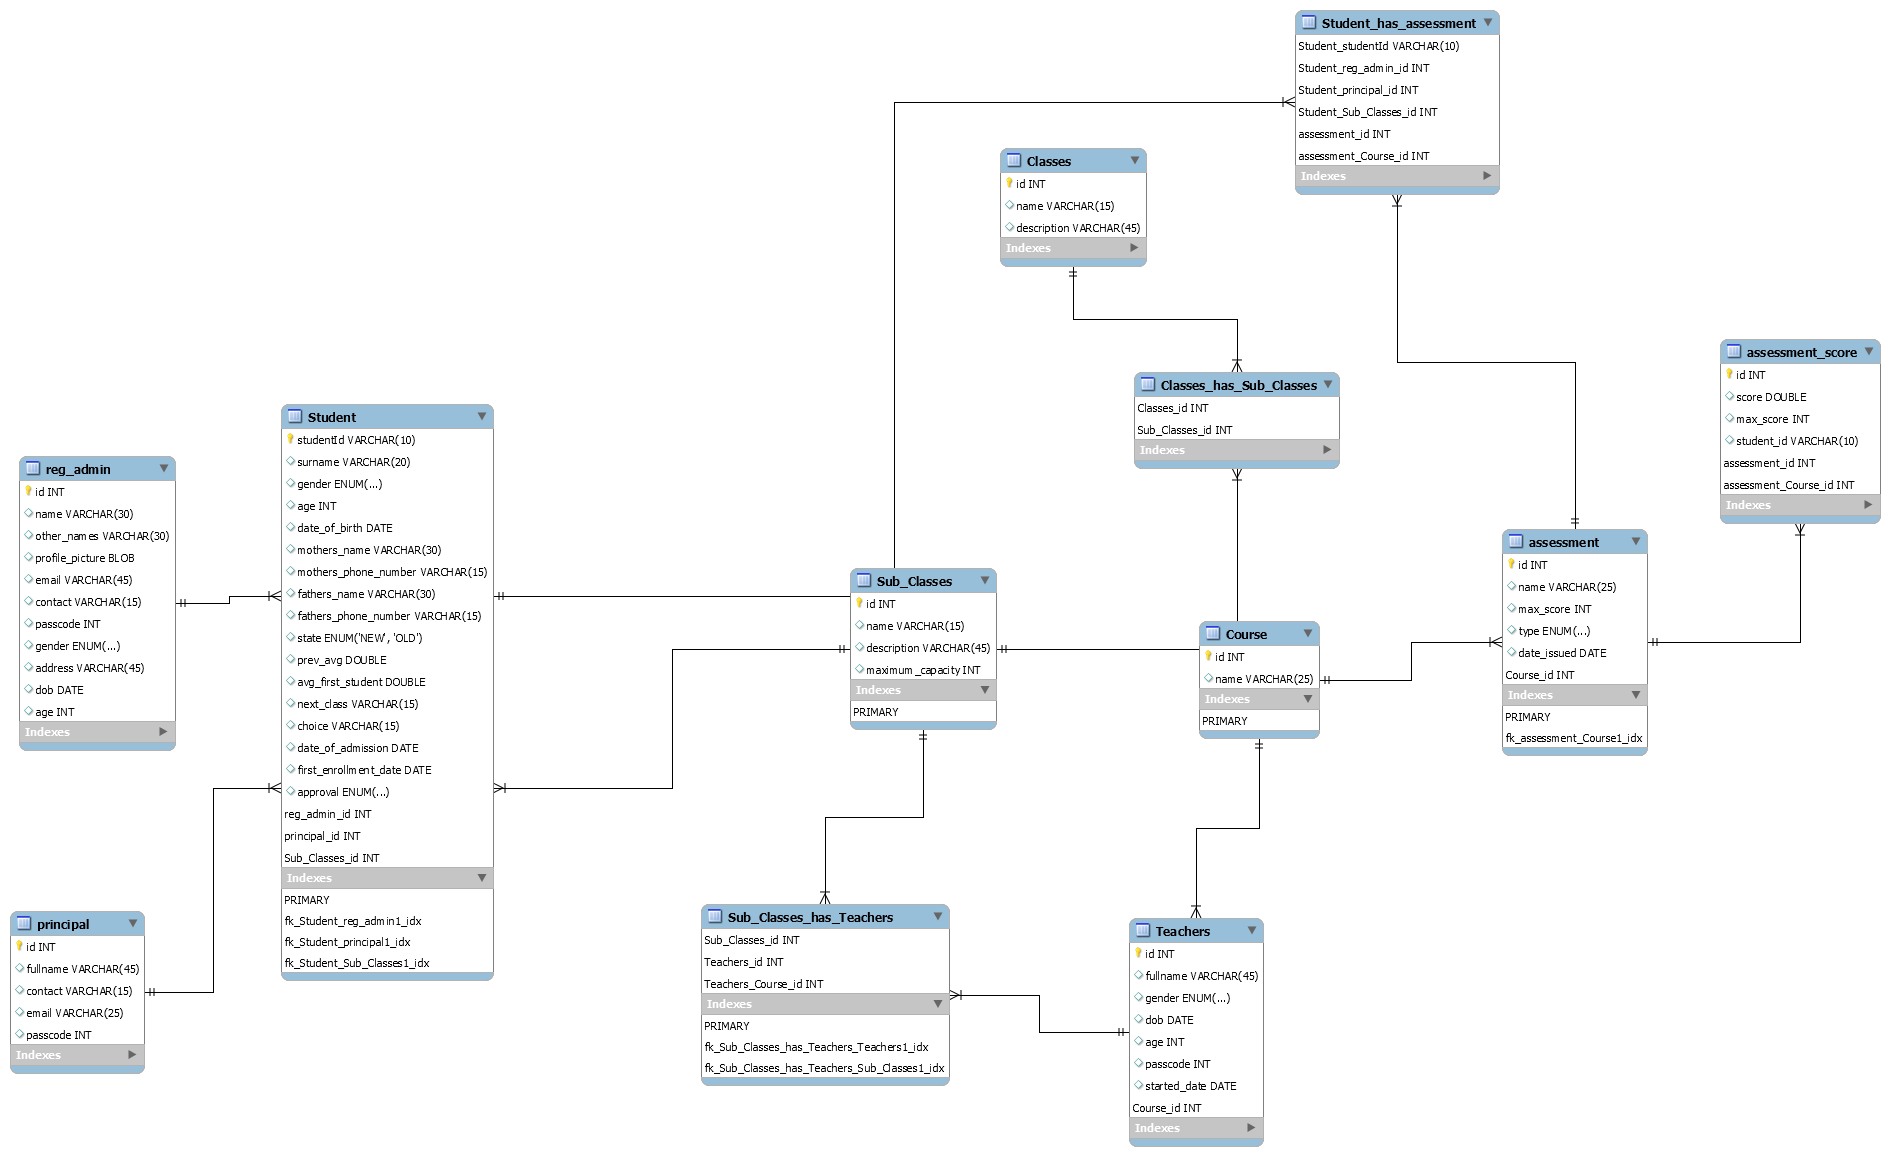 Student_has_assessment
Student_studentId VARCHAR(10)
Student_reg_admin_id INT
Student_principal_id INT
Student_Sub_Classes_id INT
assessment_id INT
assessment_Course_id INT
Indexes
Classes
id INT
name VARCHAR(15)
description VARCHAR(45)
Indexes
assessment_score
id INT
score DOUBLE
max_score INT
student_id VARCHAR(10)
assessment_id INT
assessment_Course_id INT
Indexes
Classes_has_Sub_Classes
Classes_id INT
Sub_Classes_id INT
Indexes
Student
studentId VARCHAR(10)
surname VARCHAR(20)
gender ENUM(...)
age INT
date_of_birth DATE
mothers_name VARCHAR(30)
mothers_phone_number VARCHAR(15)
fathers_name VARCHAR(30)
fathers_phone_number VARCHAR(15)
state ENUM('NEW', 'OLD')
prev_avg DOUBLE
avg_first_student DOUBLE
next_class VARCHAR(15)
choice VARCHAR(15)
date_of_admission DATE
first_enrollment_date DATE
approval ENUM(...)
reg_admin_id INT
principal_id INT
Sub_Classes_id INT
Indexes
PRIMARY
fk_Student_reg_admin1_idx
fk_Student_principal1_idx
fk_Student_Sub_Classes1_idx
reg_admin
id INT
name VARCHAR(30)
other_names VARCHAR(30)
profile_picture BLOB
email VARCHAR(45)
contact VARCHAR(15)
passcode INT
gender ENUM(...)
address VARCHAR(45)
dob DATE
age INT
Indexes
assessment
id INT
name VARCHAR(25)
max_score INT
type ENUM(...)
date_issued DATE
Course_id INT
Indexes
PRIMARY
fk_assessment_Course1_idx
Sub_Classes
id INT
name VARCHAR(15)
description VARCHAR(45)
maximum_capacity INT
Indexes
PRIMARY
Course
id INT
name VARCHAR(25)
Indexes
PRIMARY
principal
id INT
fullname VARCHAR(45)
contact VARCHAR(15)
email VARCHAR(25)
passcode INT
Indexes
Sub_Classes_has_Teachers
Sub_Classes_id INT
Teachers_id INT
Teachers_Course_id INT
Indexes
PRIMARY
fk_Sub_Classes_has_Teachers_Teachers1_idx
fk_Sub_Classes_has_Teachers_Sub_Classes1_idx
Teachers
id INT
fullname VARCHAR(45)
gender ENUM(...)
dob DATE
age INT
passcode INT
started_date DATE
Course_id INT
Indexes